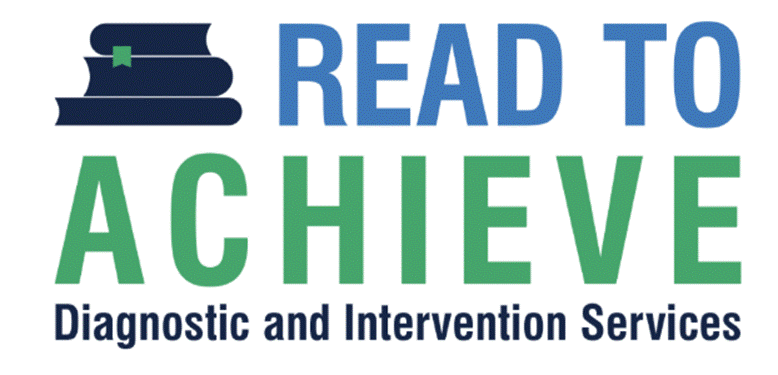 READ TO
ACHIEVE
Diagnostic and Intervention Services